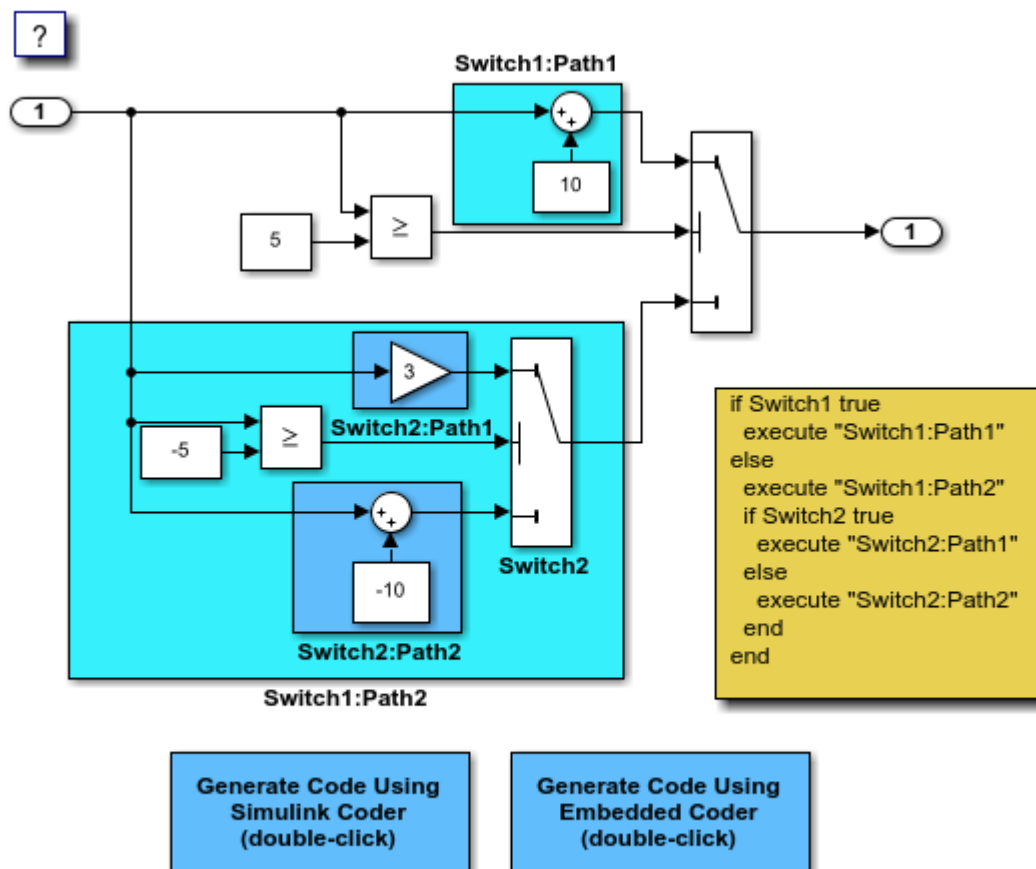 ?
Switch1:Path1
1
10
5
≥
1
3
Switch2:Path1
-5
≥
Switch2
-10
Switch2:Path2
Switch1:Path2
if Switch1 true
execute "Switch1:Path1"
else
execute "Switch1:Path2"
if Switch2 true
execute "Switch2:Path1"
else
execute "Switch2:Path2"
end
end
Generate Code Using
Simulink Coder
(double-click)
Generate Code Using
Embedded Coder
(double-click)